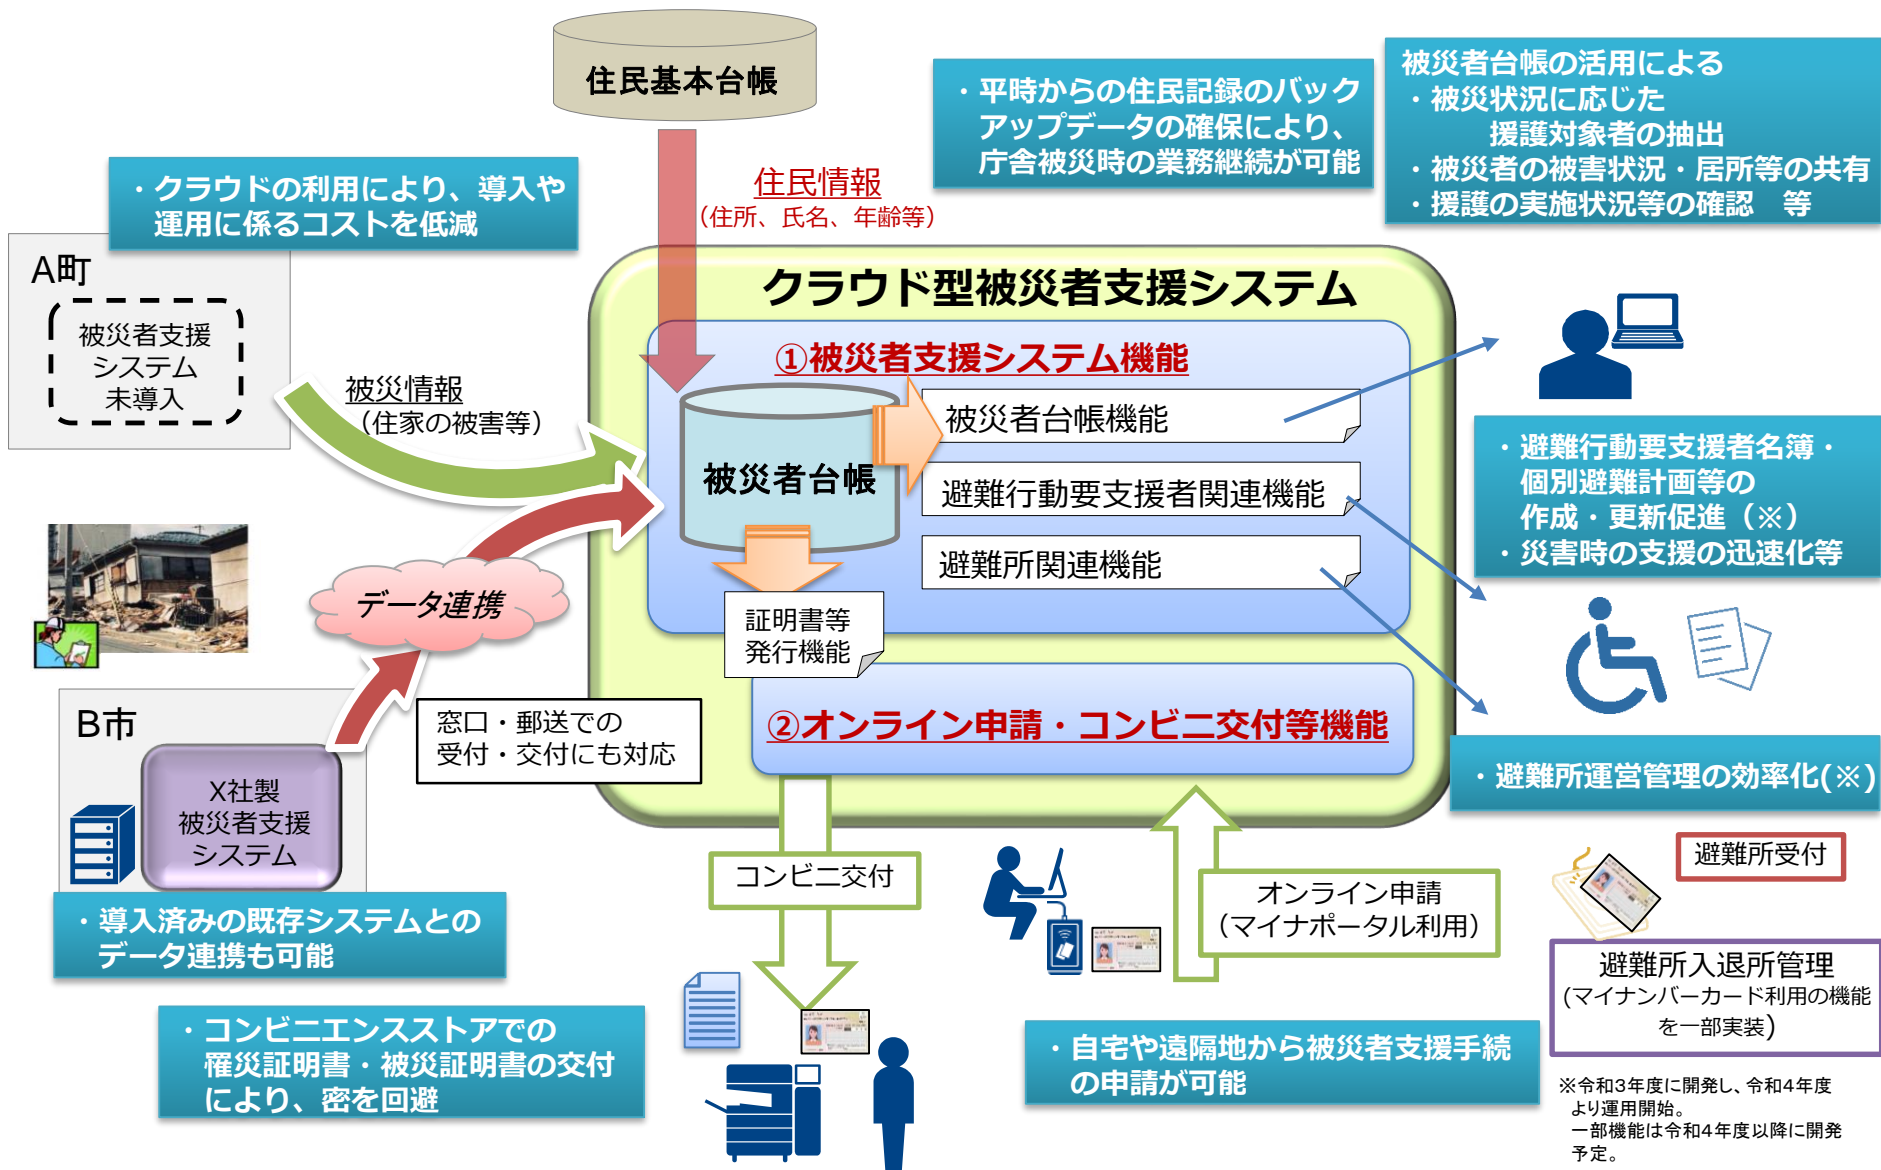 住民基本台帳
・平時からの住民記録のバック
アップデータの確保により、
庁舎被災時の業務継続が可能
被災者台帳の活用による
・被災状況に応じた
援護対象者の抽出
・被災者の被害状況・居所等の共有
・援護の実施状況等の確認　等
・クラウドの利用により、導入や
運用に係るコストを低減
住民情報
（住所、氏名、年齢等）
A町
被災者支援
システム
未導入
被災情報
（住家の被害等）
クラウド型被災者支援システム
①被災者支援システム機能
被災者台帳
被災者台帳機能
避難行動要支援者関連機能
避難所関連機能
証明書等
発行機能
・避難行動要支援者名簿・
個別避難計画等の
作成・更新促進（※）
・災害時の支援の迅速化等
データ連携
B市
X社製
被災者支援
システム
窓口・郵送での
受付・交付にも対応
②オンライン申請・コンビニ交付等機能
・避難所運営管理の効率化(※)
・導入済みの既存システムとの
データ連携も可能
コンビニ交付
オンライン申請
（マイナポータル利用）
避難所受付
避難所入退所管理
(マイナンバーカード利用の機能
を一部実装)
・コンビニエンスストアでの
罹災証明書・被災証明書の交付
により、密を回避
・自宅や遠隔地から被災者支援手続
の申請が可能
※令和3年度に開発し、令和4年度
より運用開始。
一部機能は令和4年度以降に開発
予定。